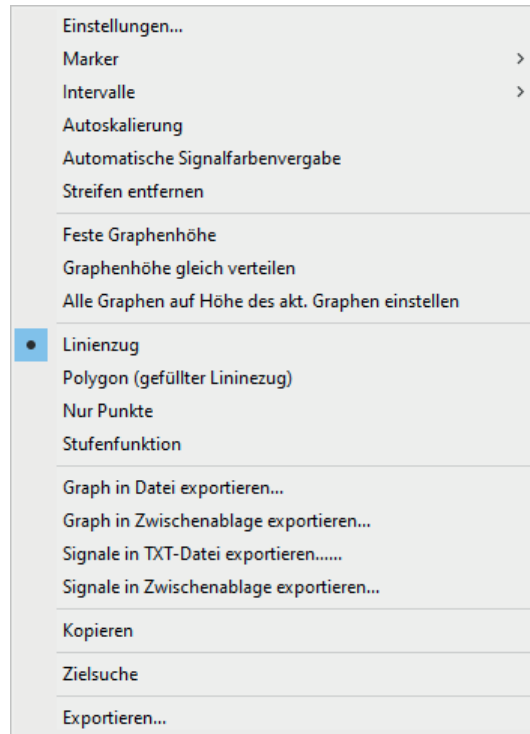 Einstellungen...
Marker
Intervalle
Autoskalierung
Automatische Signalfarbenvergabe
Streifen entfernen
Feste Graphenhöhe
Graphenhöhe gleich verteilen
Alle Graphen auf Höhe des akt. Graphen einstellen
Linienzug
Polygon (gefüllter Lininezug)
Nur Punkte
Stufenfunktion
Graph in Datei exportieren...
Graph in Zwischenablage exportieren...
Signale in TXT-Datei exportieren......
Signale in Zwischenablage exportieren...
Kopieren
Zielsuche
Exportieren...